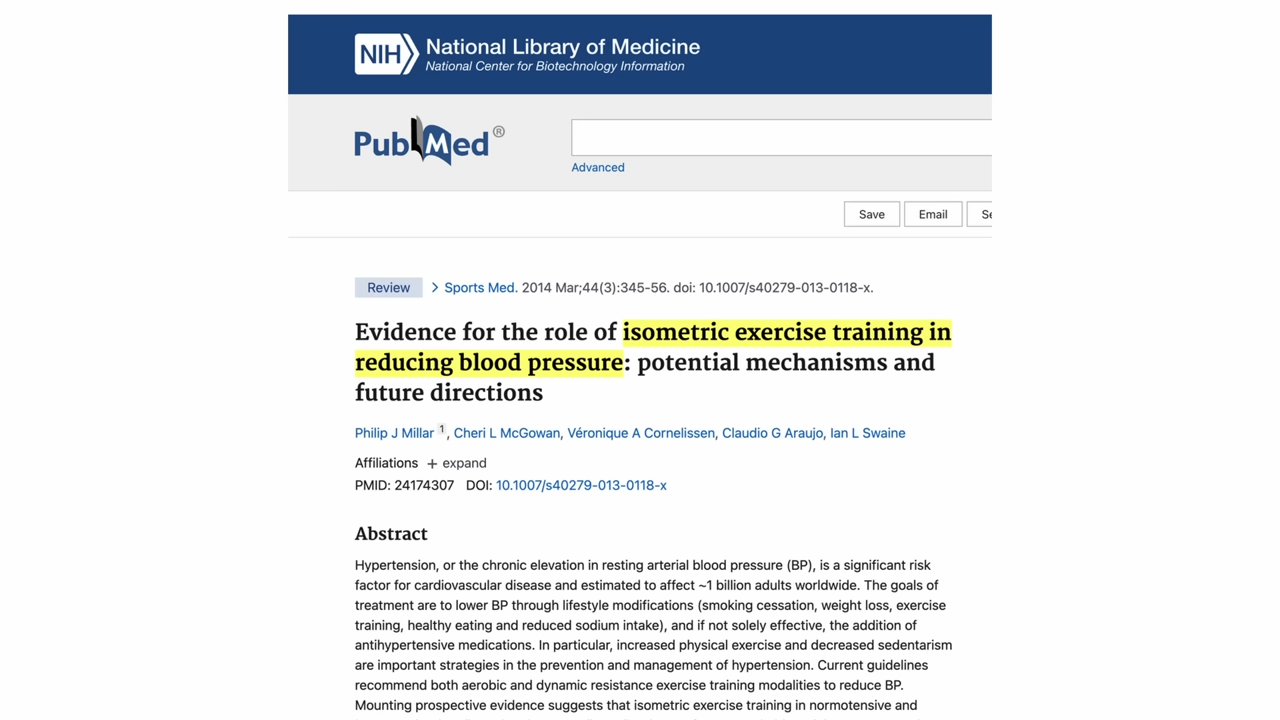 NIH National Library of Medicine
National Center for Biotechnology Information
PubMed®
Advanced
Save Email
Review > Sports Med. 2014 Mar;44(3):345-56. doi: 10.1007/s40279-013-0118-x.
Evidence for the role of isometric exercise training in
reducing blood pressure: potential mechanisms and
future directions
Philip J Millar 1, Cheri L McGowan, Véronique A Cornelissen, Claudio G Araujo, Ian L Swaine
Affiliations + expand
PMID: 24174307 DOI: 10.1007/s40279-013-0118-x
Abstract
Hypertension, or the chronic elevation in resting arterial blood pressure (BP), is a significant risk
factor for cardiovascular disease and estimated to affect ~1 billion adults worldwide. The goals of
treatment are to lower BP through lifestyle modifications (smoking cessation, weight loss, exercise
training, healthy eating and reduced sodium intake), and if not solely effective, the addition of
antihypertensive medications. In particular, increased physical exercise and decreased sedentarism
are important strategies in the prevention and management of hypertension. Current guidelines
recommend both aerobic and dynamic resistance exercise training modalities to reduce BP.
Mounting prospective evidence suggests that isometric exercise training in normotensive and